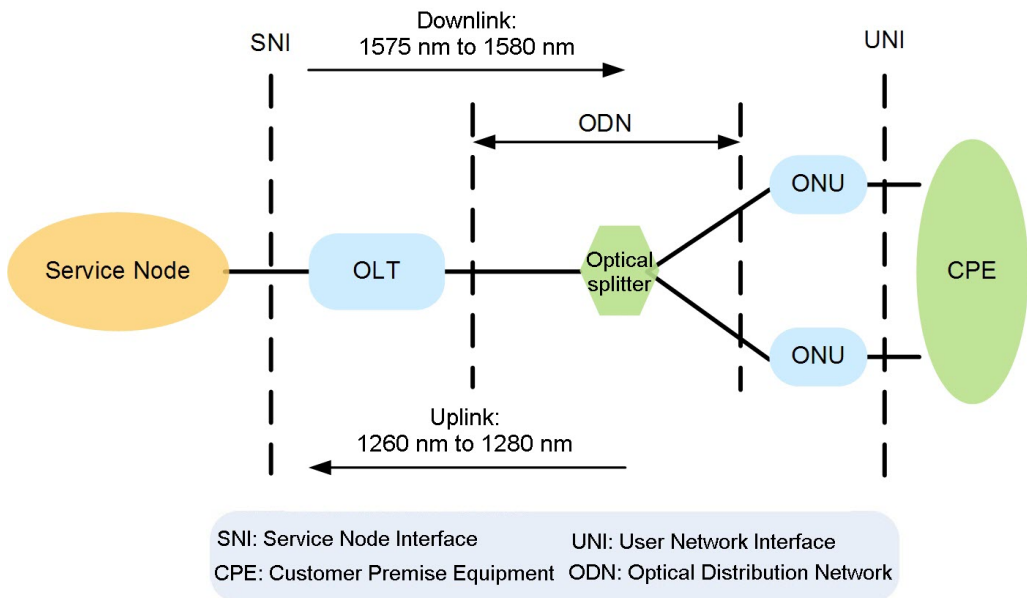 Downlink:
1575 nm to 1580 nm
SNI
UNI
ODN
ONU
Service Node
OLT
Optical
splitter
CPE
ONU
Uplink:
1260 nm to 1280 nm
SNI: Service Node Interface
UNI: User Network Interface
CPE: Customer Premise Equipment
ODN: Optical Distribution Network